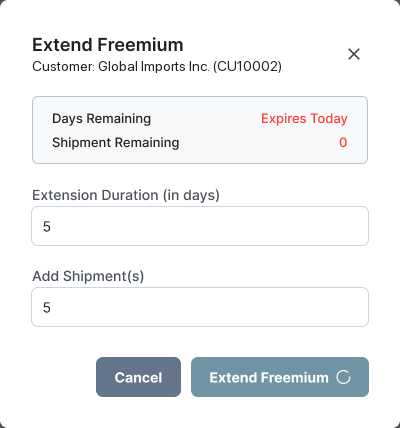 Extend Freemium
Customer: Global Imports Inc. (CU10002)
Days Remaining Expires Today
Shipment Remaining 0
Extension Duration (in days)
5
Add Shipment(s)
5
Cancel Extend Freemium